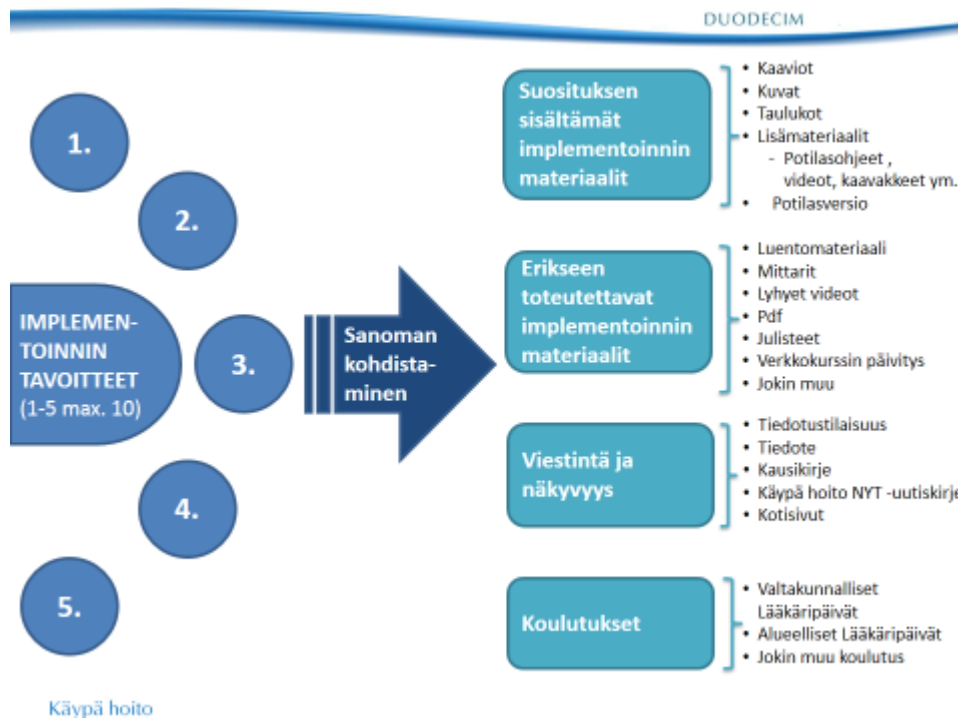 DUODECIM
1.
2.
IMPLEMEN-
TOINNIN
TAVOITTEET
(1-5 max. 10)
3.
4.
5.
Sanoman
kohdista-
minen
Suosituksen
sisältämät
implementoinnin
materiaalit
• Kaaviot
• Kuvat
• Taulukot
• Lisämateriaalit
- Potilasohjeet ,
videot, kaavakkeet ym.
• Potilasversio
Erikseen
toteutettavat
implementoinnin
materiaalit
• Luentomateriaali
• Mittarit
• Lyhyet videot
• Pdf
• Julisteet
• Verkkokurssin päivitys
• Jokin muu
Viestintä ja
näkyvyys
• Tiedotustilaisuus
• Tiedote
• Kausikirje
• Käypä hoito NYT -uutiskirje
• Kotisivut
Koulutukset
• Valtakunnalliset
Lääkäripäivät
• Alueelliset Lääkäripäivät
• Jokin muu koulutus
Käypä hoito